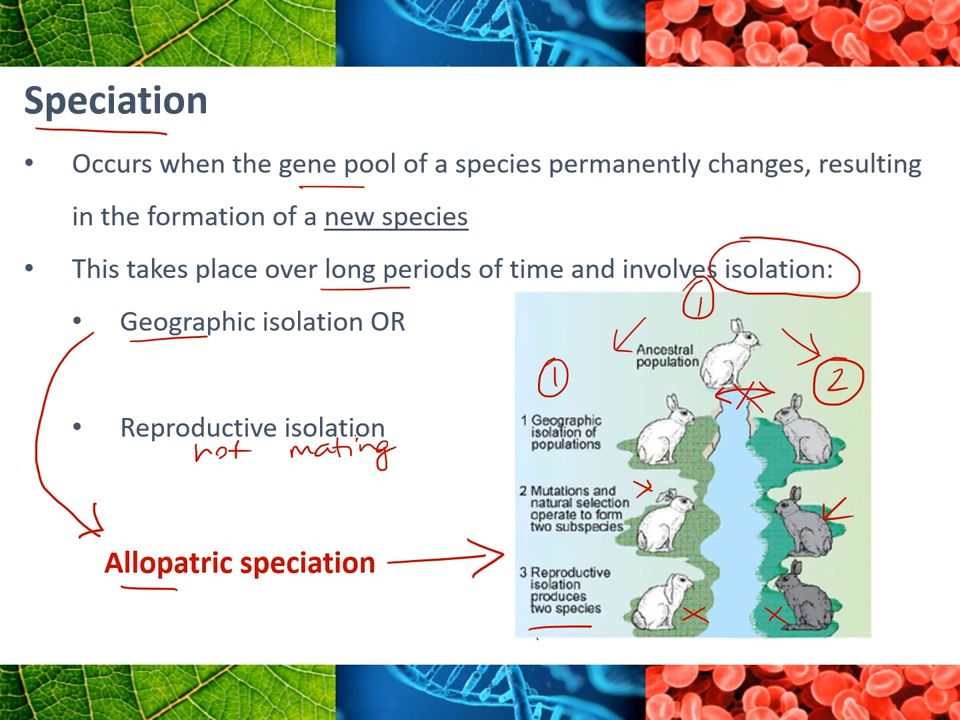 Speciation
• Occurs when the gene pool of a species permanently changes, resulting
in the formation of a new species
• This takes place over long periods of time and involves isolation:
• Geographic isolation OR
• Reproductive isolation
not mating
Allopatric speciation
1
Ancestral
population
1
2
1 Geographic
isolation of
populations
2 Mutations and
natural selection
operate to form
two subspecies
3 Reproductive
isolation
produces
two species